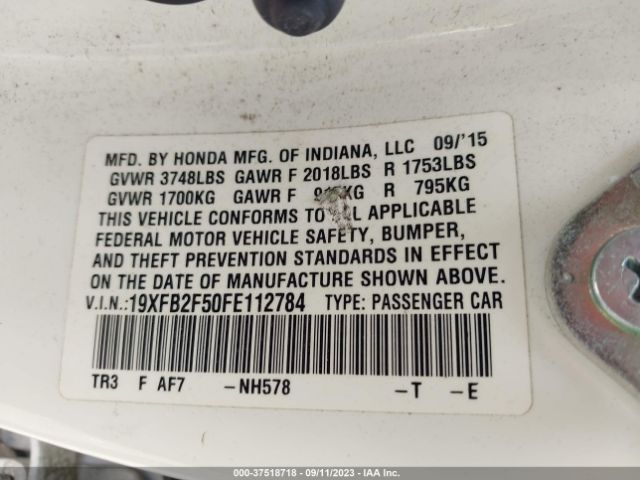 MFD. BY HONDA MFG. OF INDIANA, LLC 09/'15
GVWR 3748LBS GAWR F 2018LBS R 1753LBS
GVWR 1700KG GAWR F KG R 795KG
THIS VEHICLE CONFORMS TO APPLICABLE
FEDERAL MOTOR VEHICLE SAFETY, BUMPER,
AND THEFT PREVENTION STANDARDS IN EFFECT
ON THE DATE OF MANUFACTURE SHOWN ABOVE.
V.I.N.:19XFB2F50FE112784 TYPE: PASSENGER CAR
TR3 F AF7 -NH578 -T -E
000-37518718 - 09/11/2023 - IAA Inc.